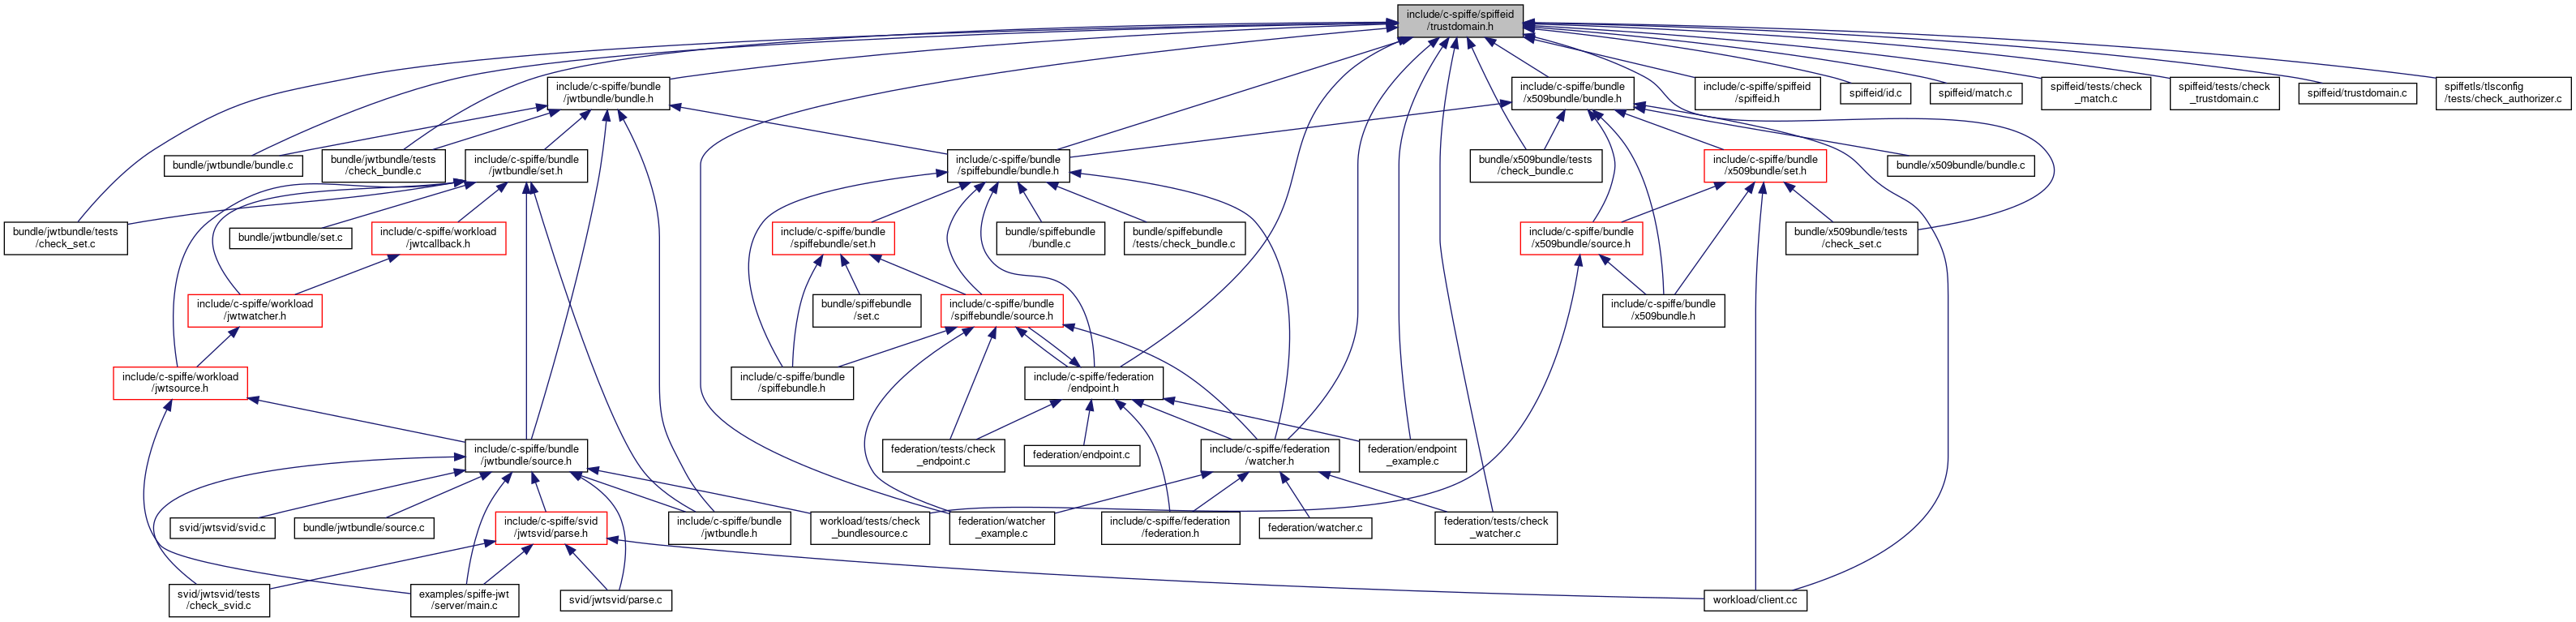 include/c-spiffe/spiffeid
/trustdomain.h
include/c-spiffe/bundle
/jwtbundle/bundle.h
include/c-spiffe/bundle
/x509bundle/bundle.h
include/c-spiffe/spiffeid
/spiffeid.h
spiffeid/id.c
spiffeid/match.c
spiffeid/tests/check
_match.c
spiffeid/tests/check
_trustdomain.c
spiffeid/trustdomain.c
spiffetls/tlsconfig
/tests/check_authorizer.c
bundle/jwtbundle/bundle.c
bundle/jwtbundle/tests
/check_bundle.c
include/c-spiffe/bundle
/jwtbundle/set.h
include/c-spiffe/bundle
/spiffebundle/bundle.h
bundle/x509bundle/tests
/check_bundle.c
include/c-spiffe/bundle
/x509bundle/set.h
bundle/x509bundle/bundle.c
bundle/jwtbundle/tests
/check_set.c
bundle/jwtbundle/set.c
include/c-spiffe/workload
/jwtcallback.h
include/c-spiffe/bundle
/spiffebundle/set.h
bundle/spiffebundle
/bundle.c
bundle/spiffebundle
/tests/check_bundle.c
include/c-spiffe/bundle
/x509bundle/source.h
bundle/x509bundle/tests
/check_set.c
include/c-spiffe/workload
/jwtwatcher.h
bundle/spiffebundle
/set.c
include/c-spiffe/bundle
/spiffebundle/source.h
include/c-spiffe/bundle
/x509bundle.h
include/c-spiffe/workload
/jwtsource.h
include/c-spiffe/bundle
/spiffebundle.h
include/c-spiffe/federation
/endpoint.h
include/c-spiffe/bundle
/jwtbundle/source.h
federation/tests/check
_endpoint.c
federation/endpoint.c
include/c-spiffe/federation
/watcher.h
federation/endpoint
_example.c
svid/jwtsvid/svid.c
bundle/jwtbundle/source.c
include/c-spiffe/svid
/jwtsvid/parse.h
include/c-spiffe/bundle
/jwtbundle.h
workload/tests/check
_bundlesource.c
federation/watcher
_example.c
include/c-spiffe/federation
/federation.h
federation/watcher.c
federation/tests/check
_watcher.c
svid/jwtsvid/tests
/check_svid.c
examples/spiffe-jwt
/server/main.c
svid/jwtsvid/parse.c
workload/client.cc